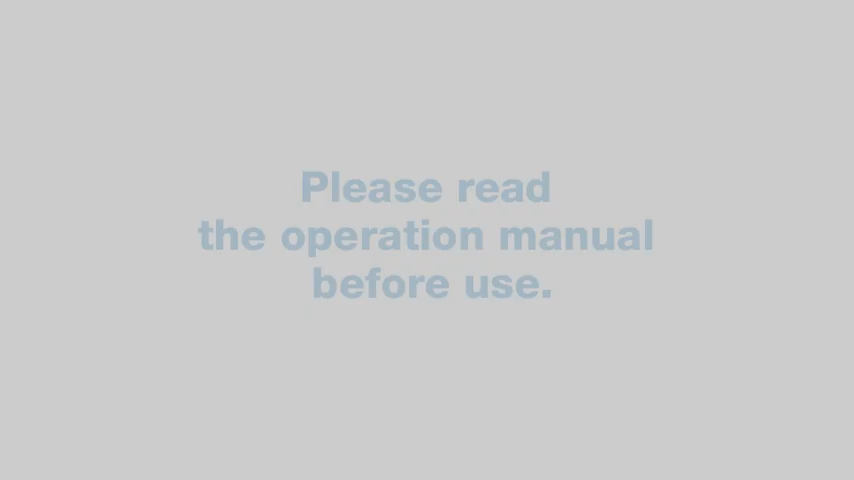 Please read
the operation manual
before use.